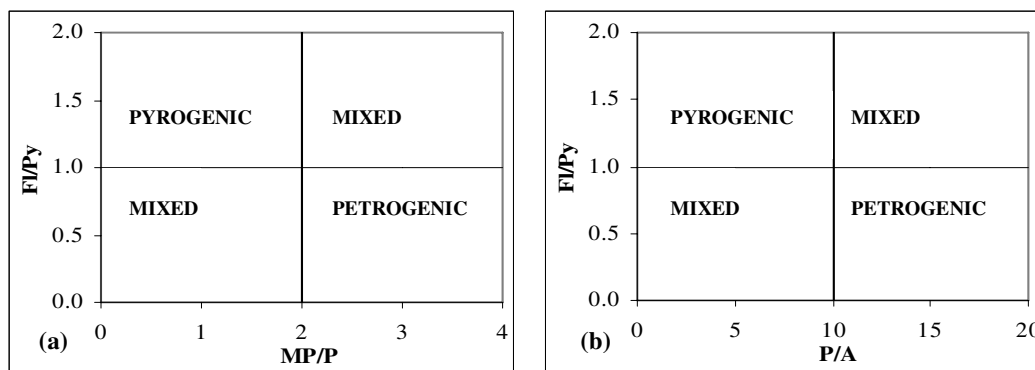 2.0
1.5
PYROGENIC MIXED
Fl/Py
1.0
MIXED PETROGENIC
0.5
0.0
0 1 2 3 4
(a) MP/P
2.0
1.5
PYROGENIC MIXED
Fl/Py
1.0
MIXED PETROGENIC
0.5
0.0
0 5 10 15 20
(b) P/A